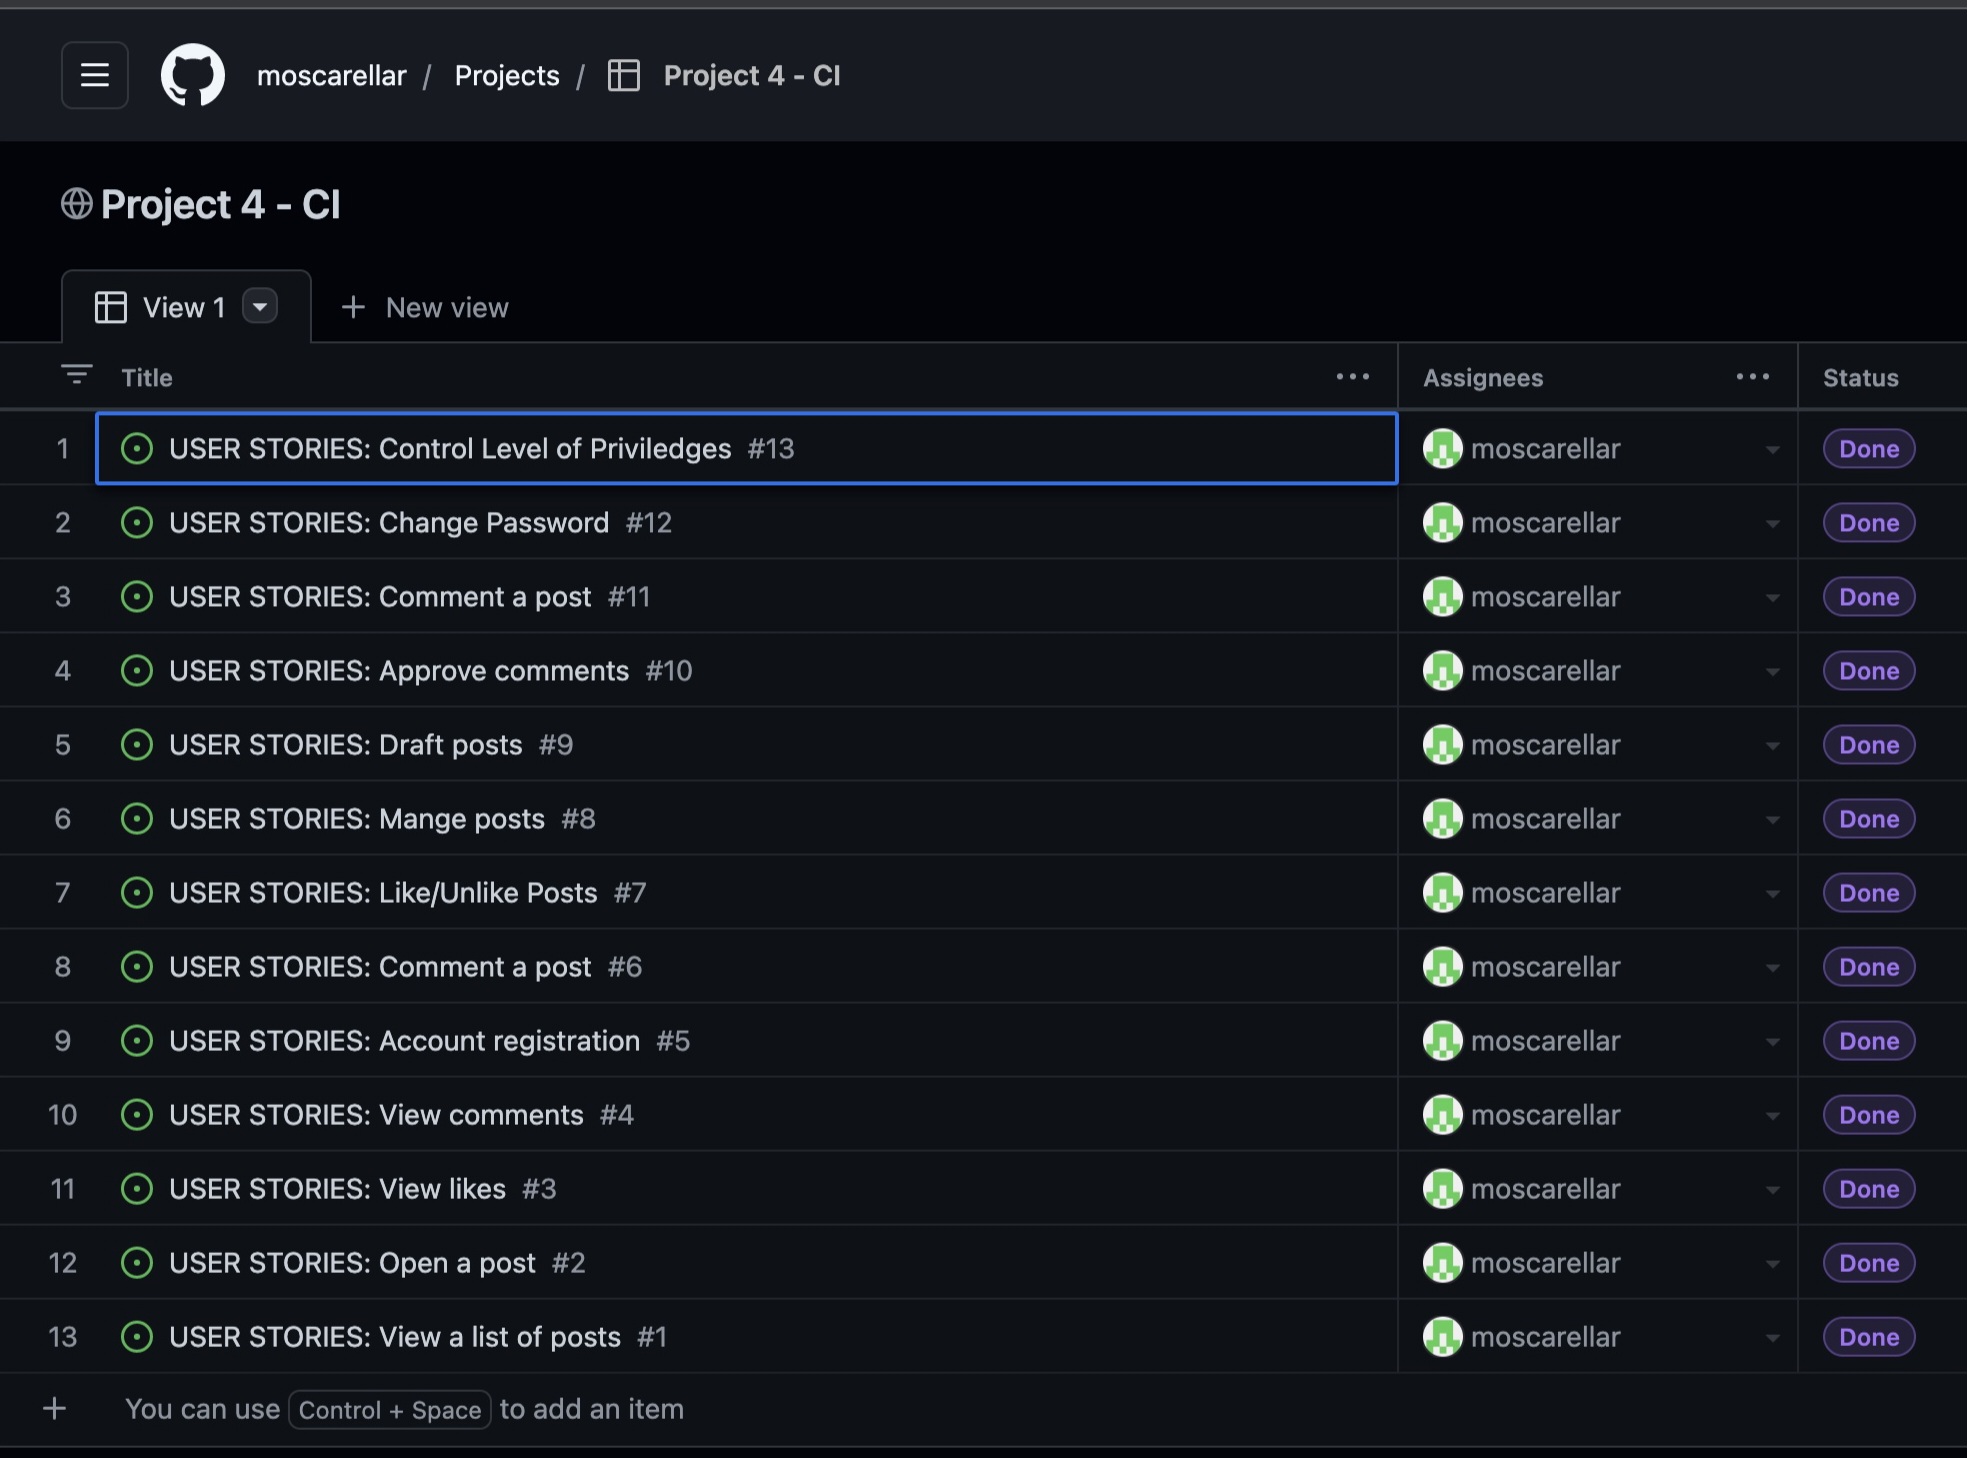 moscarellar / Projects / Project 4 - CI
Project 4 - CI
View 1 New view
Title Assignees Status
1 USER STORIES: Control Level of Priviledges #13 moscarellar Done
2 USER STORIES: Change Password #12 moscarellar Done
3 USER STORIES: Comment a post #11 moscarellar Done
4 USER STORIES: Approve comments #10 moscarellar Done
5 USER STORIES: Draft posts #9 moscarellar Done
6 USER STORIES: Mange posts #8 moscarellar Done
7 USER STORIES: Like/Unlike Posts #7 moscarellar Done
8 USER STORIES: Comment a post #6 moscarellar Done
9 USER STORIES: Account registration #5 moscarellar Done
10 USER STORIES: View comments #4 moscarellar Done
11 USER STORIES: View likes #3 moscarellar Done
12 USER STORIES: Open a post #2 moscarellar Done
13 USER STORIES: View a list of posts #1 moscarellar Done
You can use Control + Space to add an item